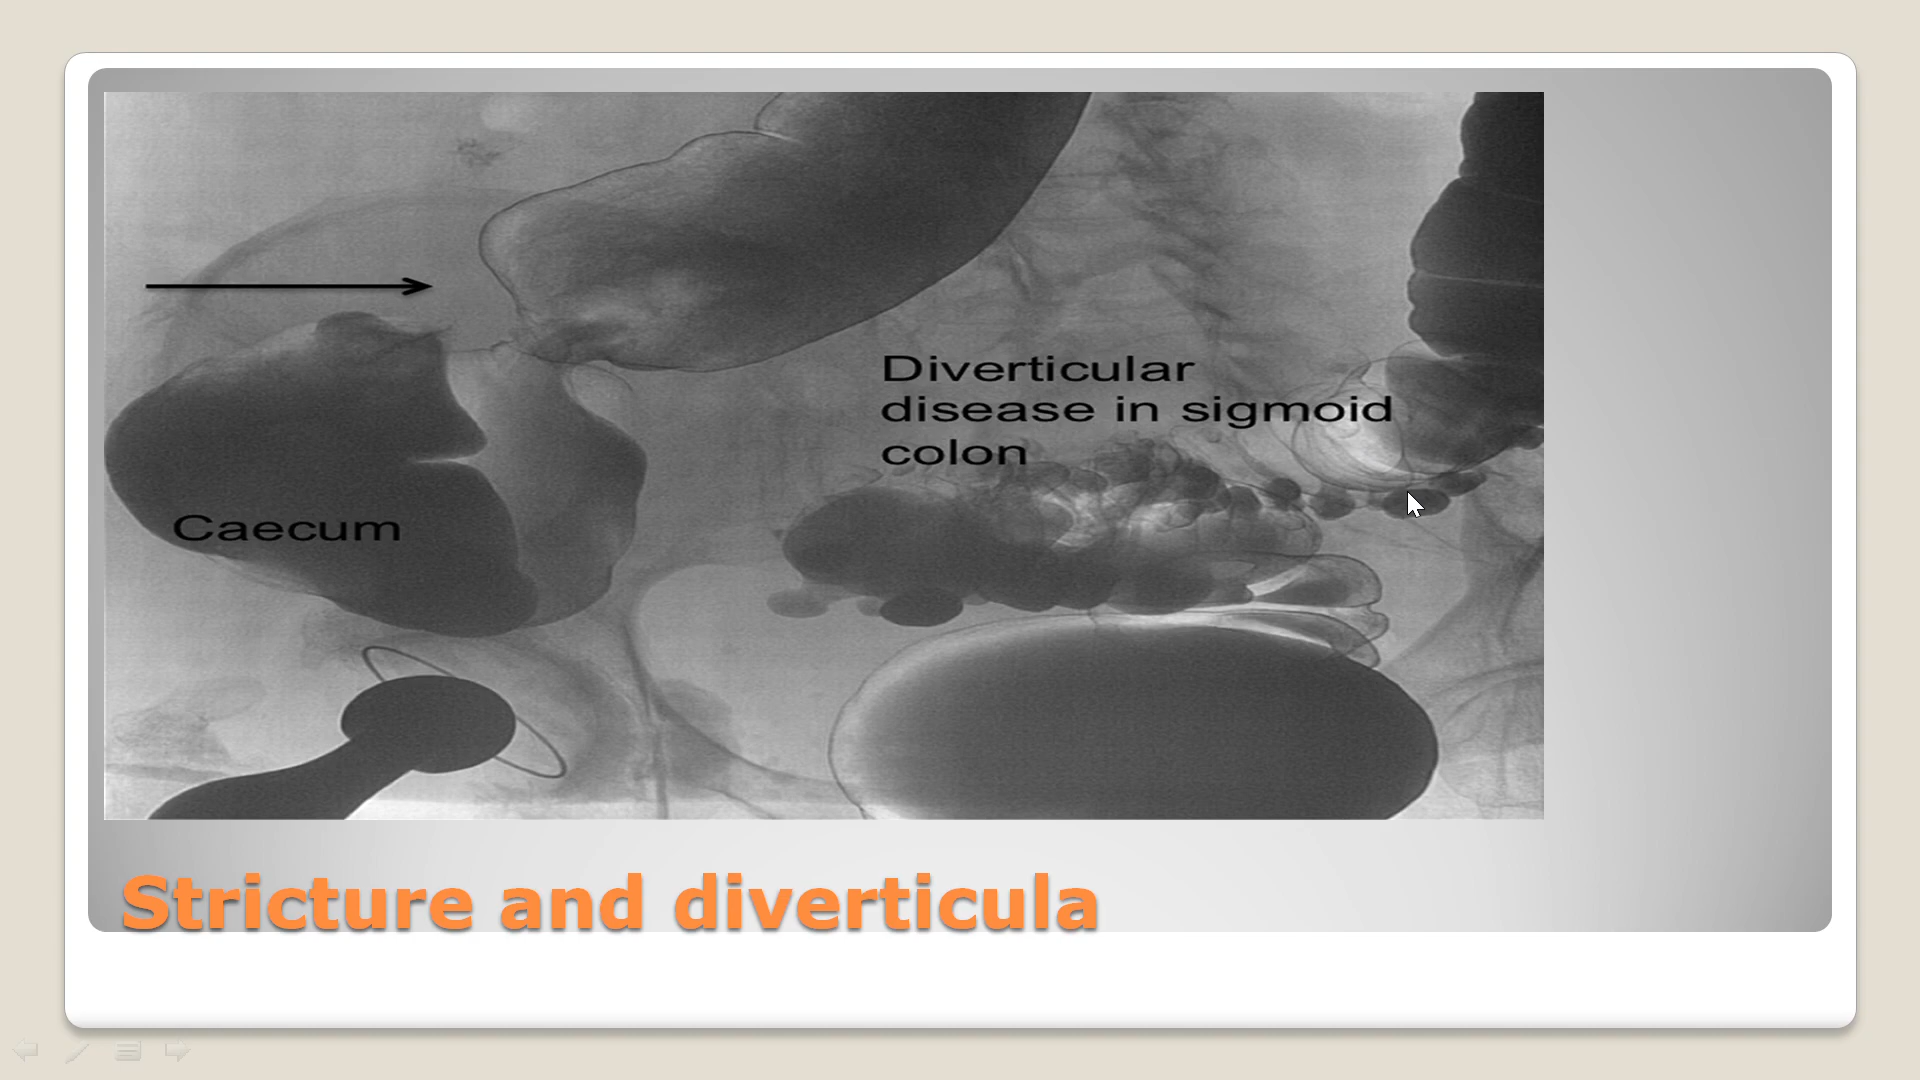 Diverticular
disease in sigmoid
colon
Caecum
Stricture and diverticula